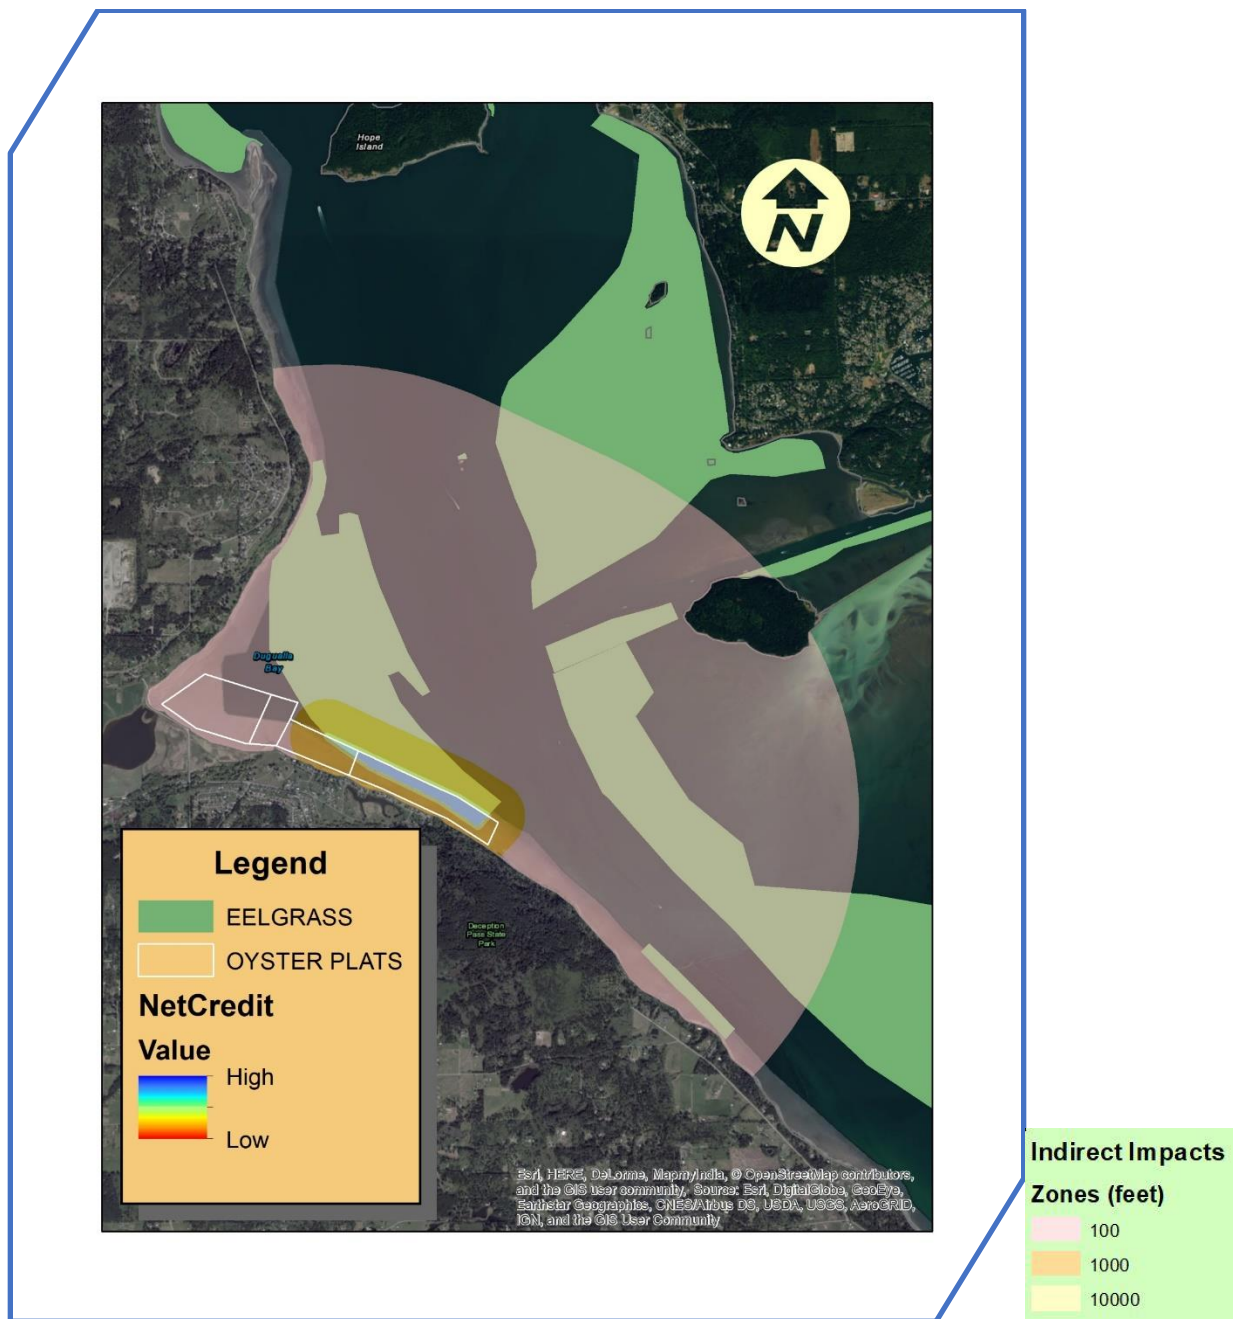 Hope
Island
N
Dugualla
Bay
Deception
Pass State
Park
Legend
EELGRASS
OYSTER PLATS
NetCredit
Value
High
Low
Esri, HERE, DeLorme, MapmyIndia, © OpenStreetMap contributors,
and the GIS user community, Source: Esri, DigitalGlobe, GeoEye,
Earthstar Geographics, CNES/Airbus DS, USDA, USGS, AeroGRID,
IGN, and the GIS User Community
Indirect Impacts
Zones (feet)
100
1000
10000